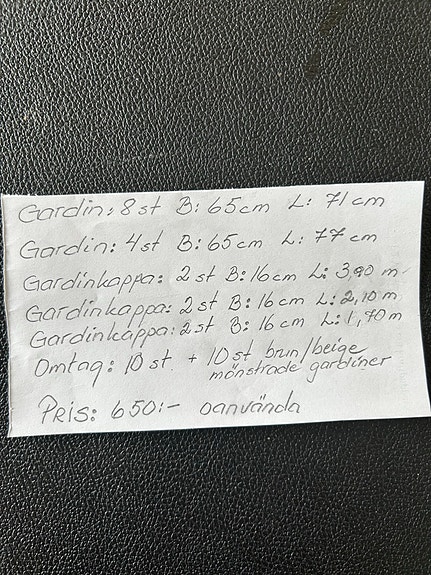 Gardin: 8 st B: 65 cm L: 71 cm
Gardin: 4 st B: 65 cm L: 77 cm
Gardinkappa: 2 st B: 16 cm L: 3,90 m
Gardinkappa: 2 st B: 16 cm L: 2,10 m
Gardinkappa: 2 st B: 16 cm L: 1,70 m
Omtag: 10 st. + 10 st brun/beige
mönstrade gardiner
Pris: 650:- oanvända